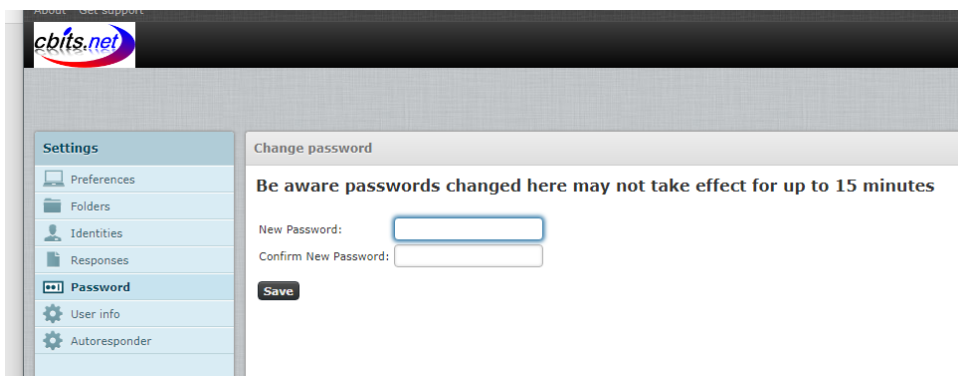 About Get support
cbits.net
Settings
Preferences
Folders
Identities
Responses
Password
User info
Autoresponder
Change password
Be aware passwords changed here may not take effect for up to 15 minutes
New Password:
Confirm New Password:
Save